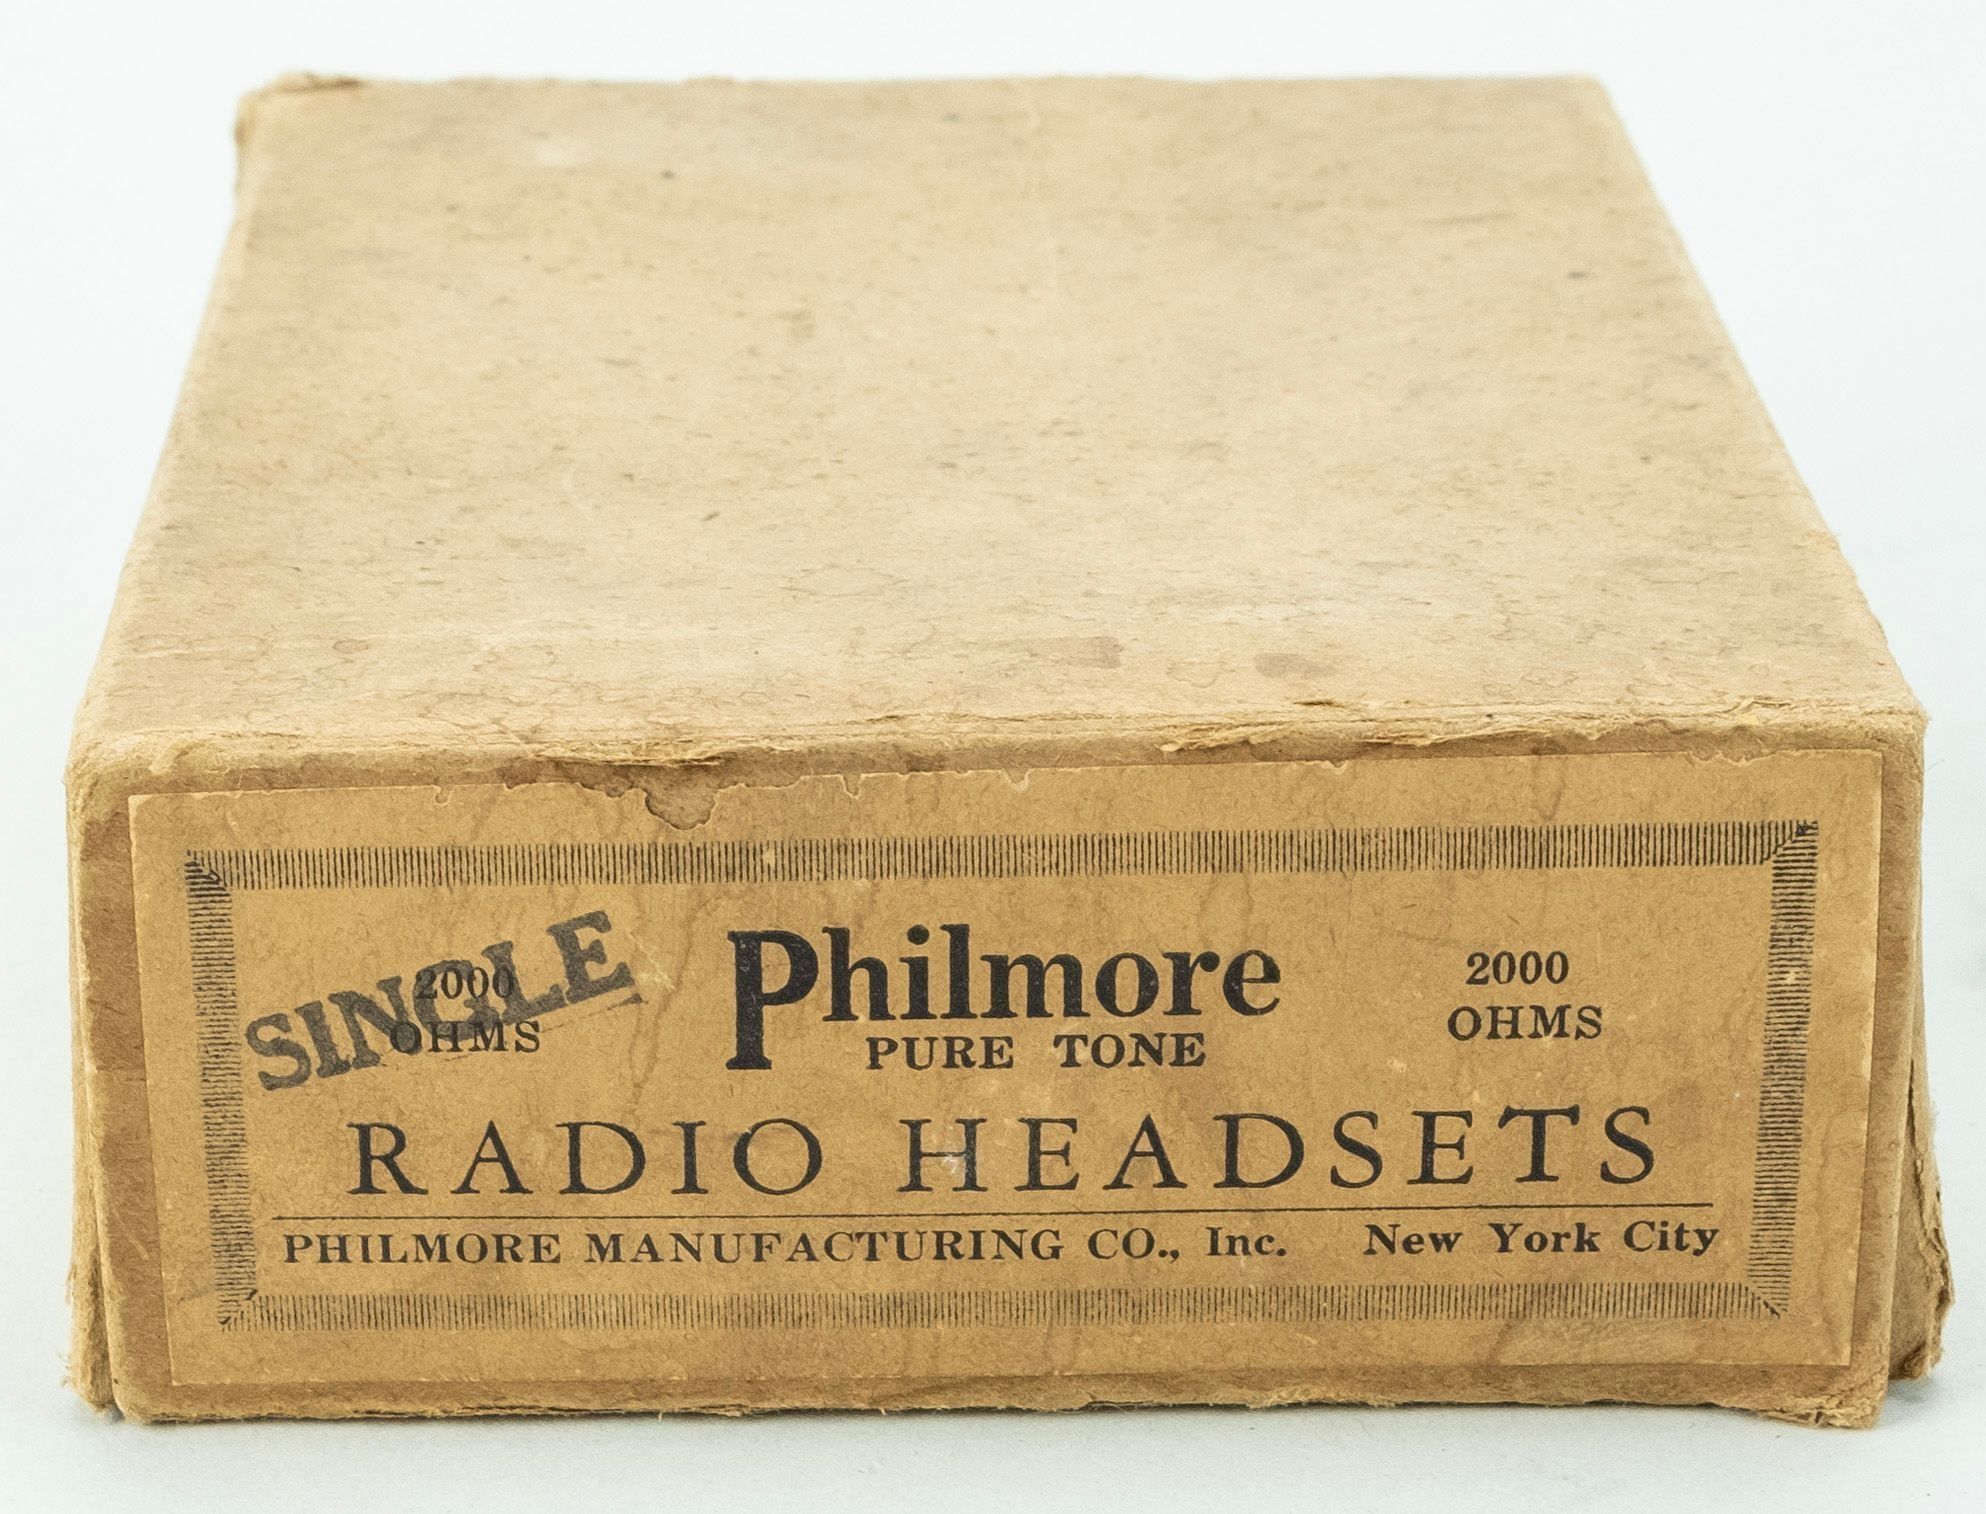 SINGLE
2000
OHMS
Philmore
PURE TONE
2000
OHMS
RADIO HEADSETS
PHILMORE MANUFACTURING CO., Inc. New York City